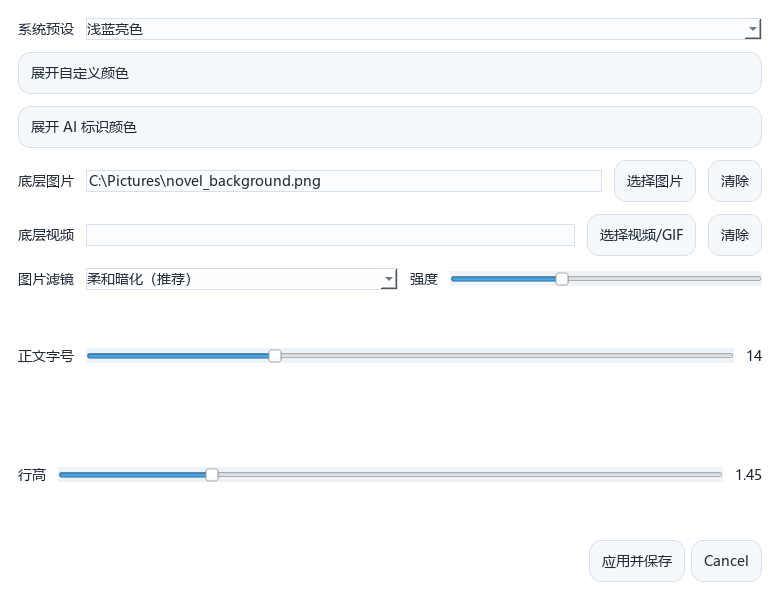 系统预设 浅蓝亮色
展开自定义颜色
展开 AI 标识颜色
底层图片 C:\Pictures\novel_background.png 选择图片 清除
底层视频 选择视频/GIF 清除
图片滤镜 柔和暗化（推荐） 强度
正文字号 14
行高 1.45
应用并保存 Cancel